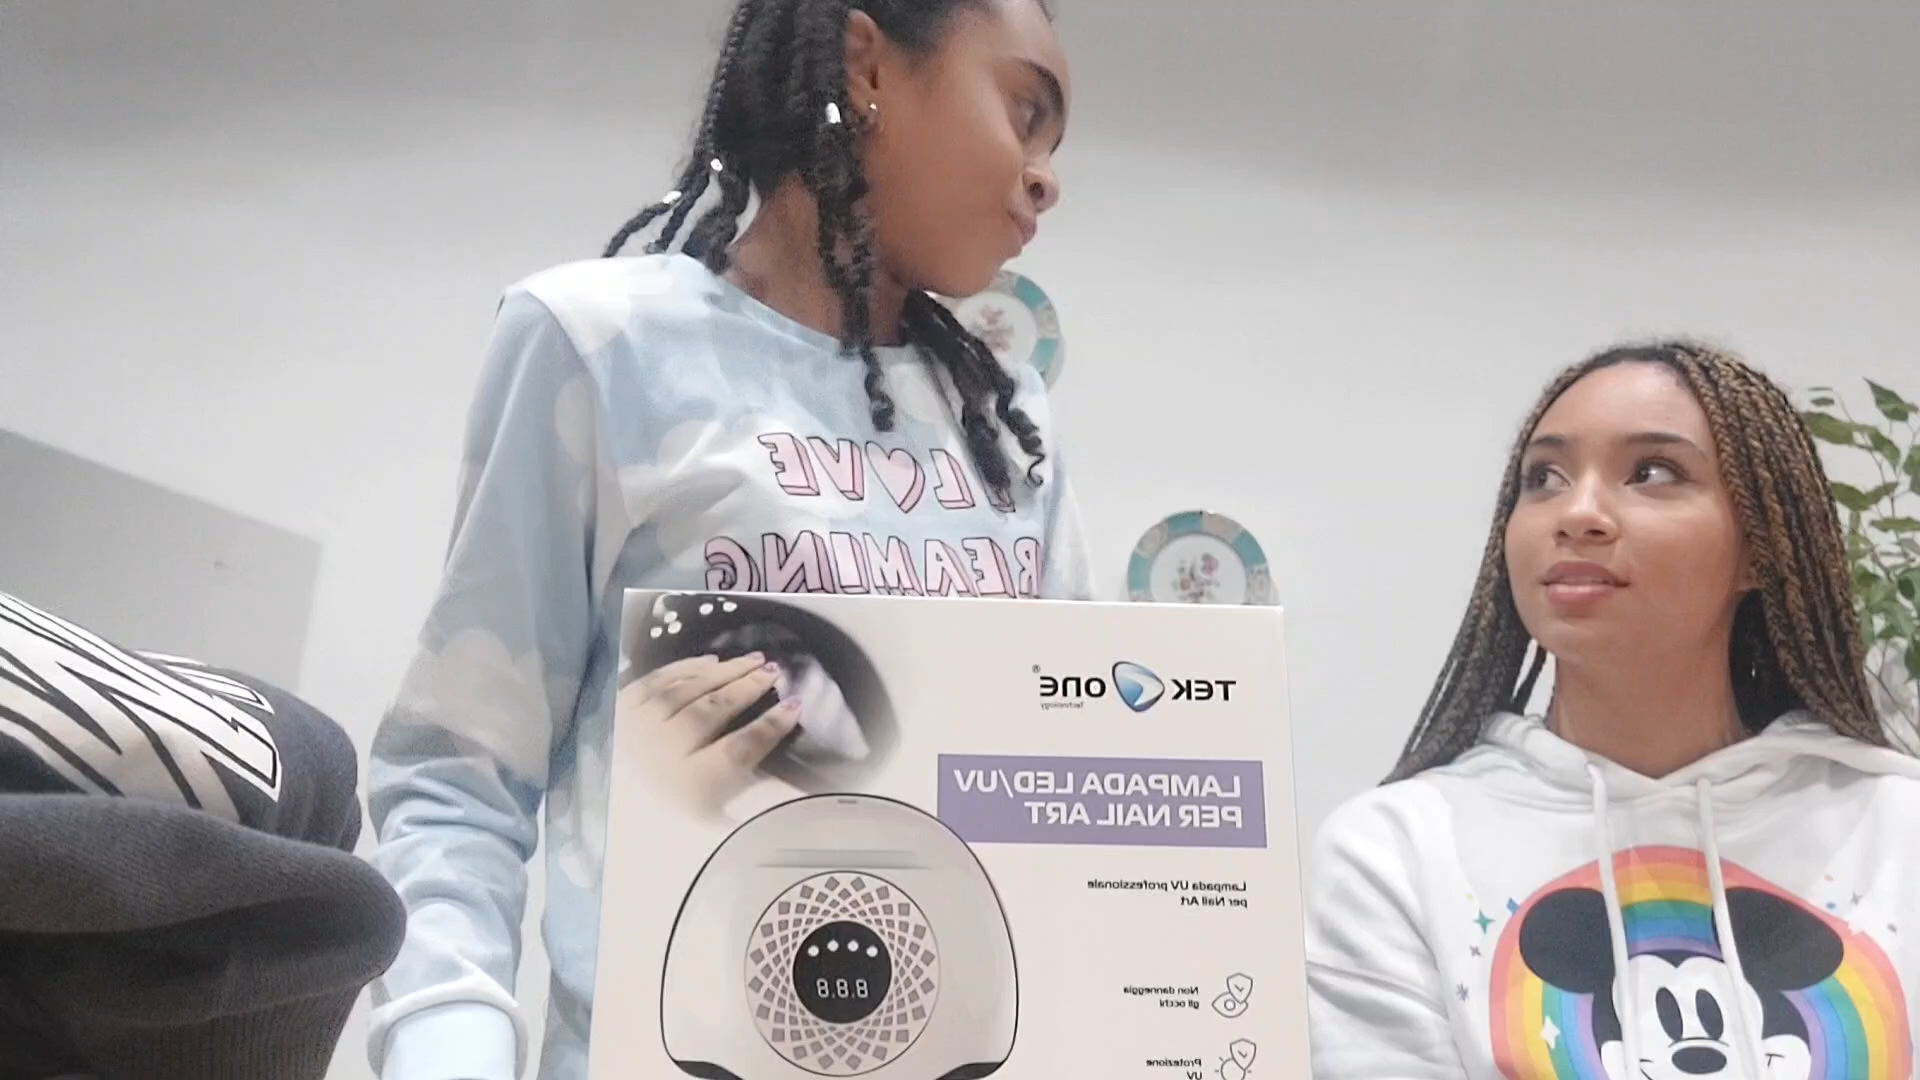 I LOVE
REAMING
TEK ONE®
Technology
LAMPADA LED/UV
PER NAIL ART
Lampada UV professionale
per Nail Art
Non danneggia
gli occhi
Protezione
UV
8.8.8